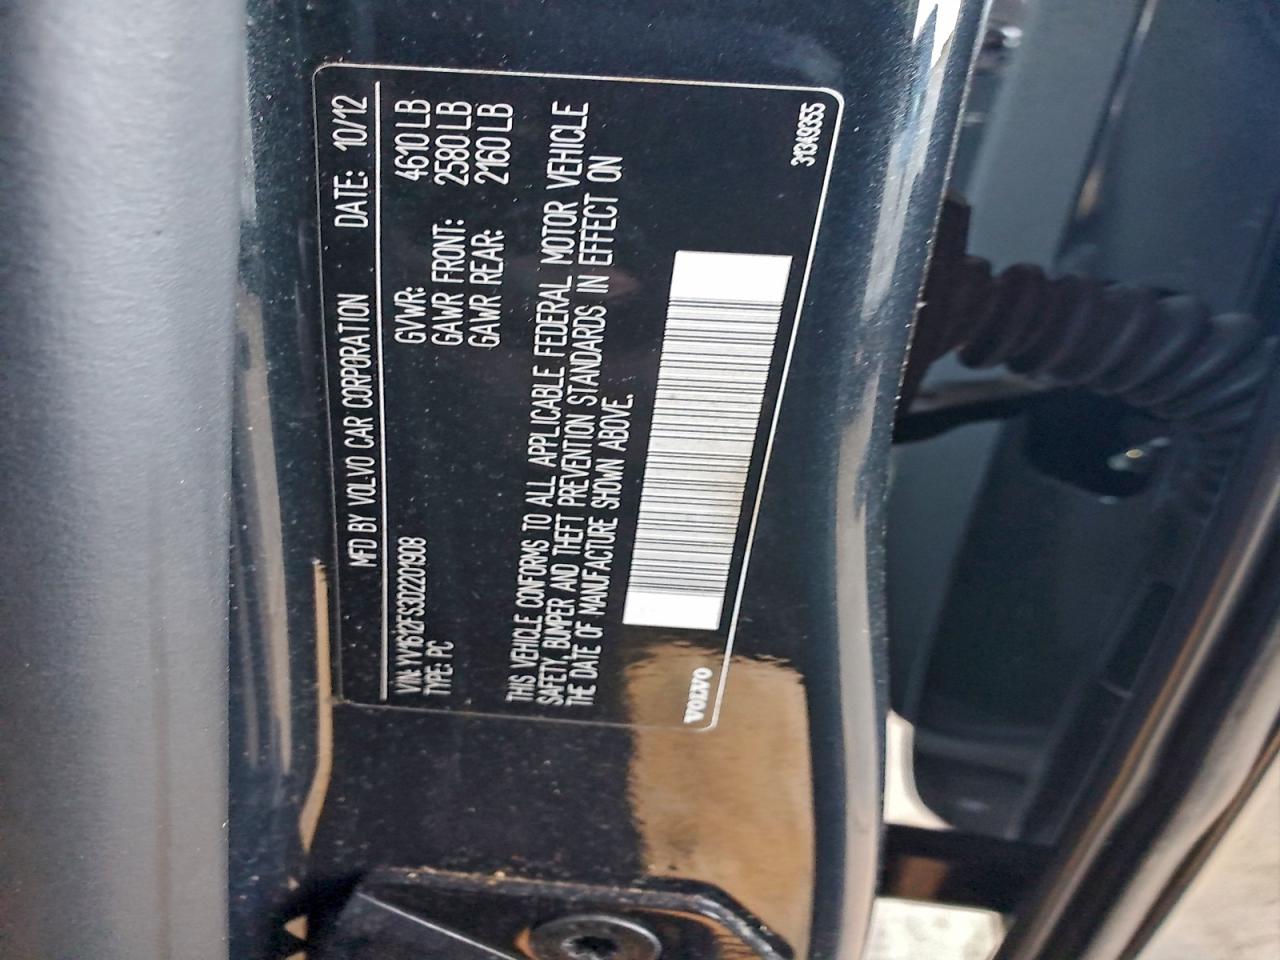 MFD BY VOLVO CAR CORPORATION DATE: 10/12
VIN: YV1612FS3D2201908 GVWR: 4610 LB
TYPE: PC GAWR FRONT: 2580 LB
GAWR REAR: 2160 LB
THIS VEHICLE CONFORMS TO ALL APPLICABLE FEDERAL MOTOR VEHICLE
SAFETY, BUMPER AND THEFT PREVENTION STANDARDS IN EFFECT ON
THE DATE OF MANUFACTURE SHOWN ABOVE.
VOLVO 31349355